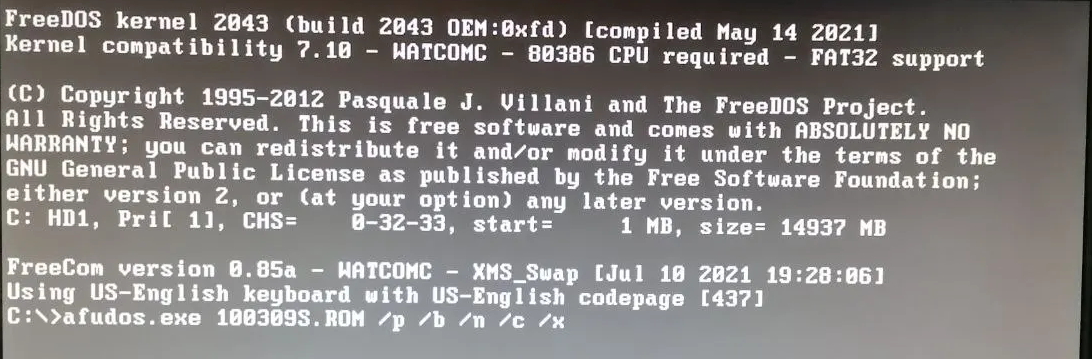 FreeDOS kernel 2043 (build 2043 OEM:0xfd) [compiled May 14 2021]
Kernel compatibility 7.10 - WATCOMC - 80386 CPU required - FAT32 support
(C) Copyright 1995-2012 Pasquale J. Villani and The FreeDOS Project.
All Rights Reserved. This is free software and comes with ABSOLUTELY NO
WARRANTY; you can redistribute it and/or modify it under the terms of the
GNU General Public License as published by the Free Software Foundation;
either version 2, or (at your option) any later version.
C: HD1, Pri[ 1], CHS=    0-32-33, start=     1 MB, size= 14937 MB
FreeCom version 0.85a - WATCOMC - XMS_Swap [Jul 10 2021 19:28:06]
Using US-English keyboard with US-English codepage [437]
C:\>afudos.exe 100309S.ROM /p /b /n /c /x